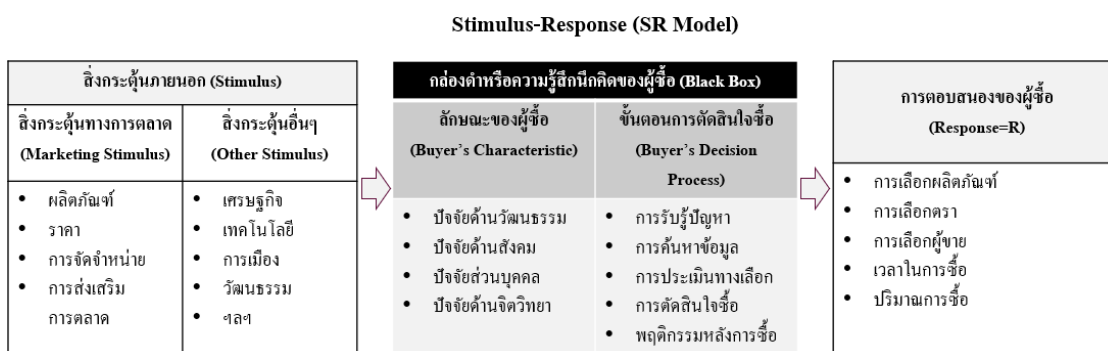 Stimulus-Response (SR Model)
สิ่งกระตุ้นภายนอก (Stimulus)
สิ่งกระตุ้นทางการตลาด
(Marketing Stimulus)
สิ่งกระตุ้นอื่นๆ
(Other Stimulus)
• ผลิตภัณฑ์
• ราคา
• การจัดจำหน่าย
• การส่งเสริม
การตลาด
• เศรษฐกิจ
• เทคโนโลยี
• การเมือง
• วัฒนธรรม
• ฯลฯ
กล่องดำหรือความรู้สึกนึกคิดของผู้ซื้อ (Black Box)
ลักษณะของผู้ซื้อ
(Buyer’s Characteristic)
ขั้นตอนการตัดสินใจซื้อ
(Buyer’s Decision
Process)
• ปัจจัยด้านวัฒนธรรม
• ปัจจัยด้านสังคม
• ปัจจัยส่วนบุคคล
• ปัจจัยด้านจิตวิทยา
• การรับรู้ปัญหา
• การค้นหาข้อมูล
• การประเมินทางเลือก
• การตัดสินใจซื้อ
• พฤติกรรมหลังการซื้อ
การตอบสนองของผู้ซื้อ
(Response=R)
• การเลือกผลิตภัณฑ์
• การเลือกตรา
• การเลือกผู้ขาย
• เวลาในการซื้อ
• ปริมาณการซื้อ